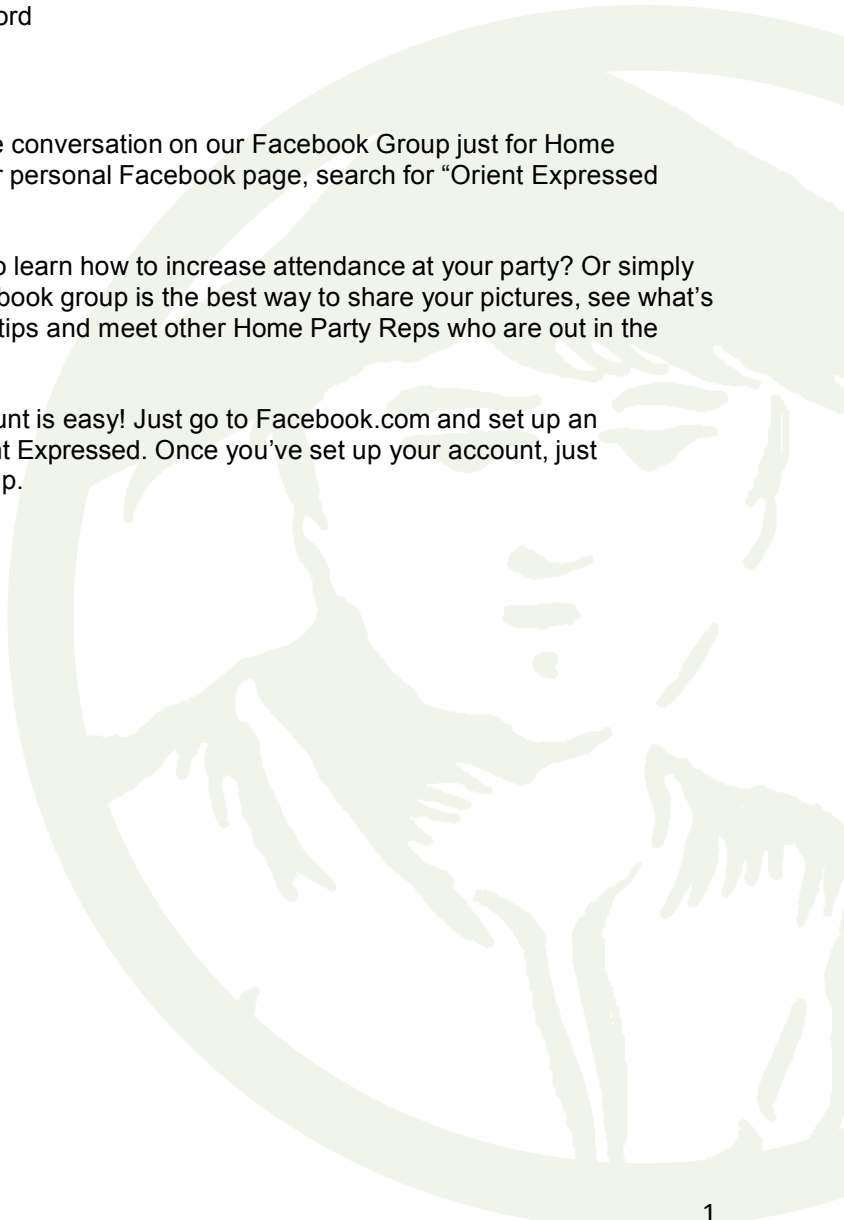 ord
e conversation on our Facebook Group just for Home
r personal Facebook page, search for “Orient Expressed
o learn how to increase attendance at your party? Or simply
book group is the best way to share your pictures, see what’s
tips and meet other Home Party Reps who are out in the
unt is easy! Just go to Facebook.com and set up an
nt Expressed. Once you’ve set up your account, just
up.
1